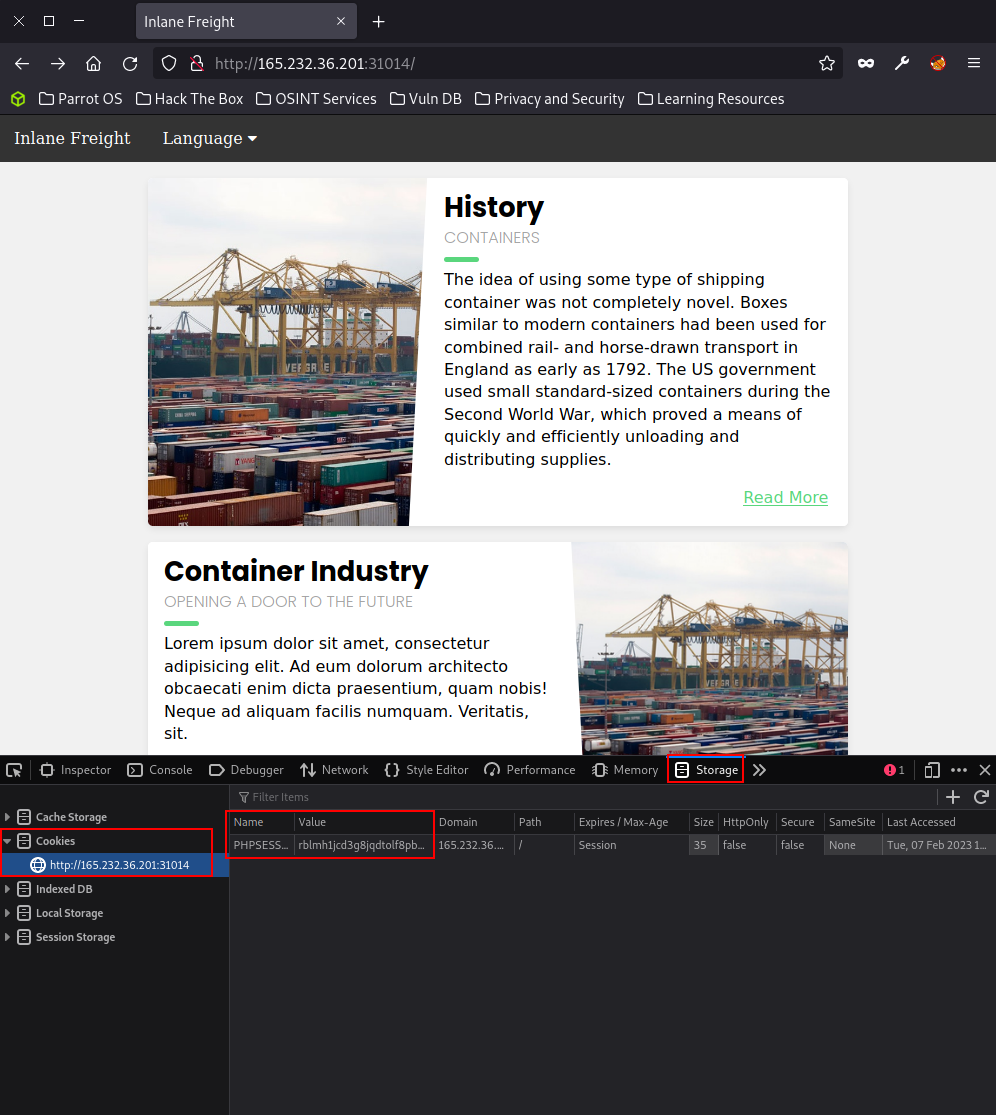 Inlane Freight
http://165.232.36.201:31014/
Parrot OS Hack The Box OSINT Services Vuln DB Privacy and Security Learning Resources
Inlane Freight Language
History
CONTAINERS
The idea of using some type of shipping
container was not completely novel. Boxes
similar to modern containers had been used for
combined rail- and horse-drawn transport in
England as early as 1792. The US government
used small standard-sized containers during the
Second World War, which proved a means of
quickly and efficiently unloading and
distributing supplies.
Read More
Container Industry
OPENING A DOOR TO THE FUTURE
Lorem ipsum dolor sit amet, consectetur
adipisicing elit. Ad eum dolorum architecto
obcaecati enim dicta praesentium, quam nobis!
Neque ad aliquam facilis numquam. Veritatis,
sit.
Inspector Console Debugger Network Style Editor Performance Memory Storage 1
Filter Items
Cache Storage
Cookies
http://165.232.36.201:31014
Indexed DB
Local Storage
Session Storage
Name Value Domain Path Expires / Max-Age Size HttpOnly Secure SameSite Last Accessed
PHPSESS... rblmh1jcd3g8jqdtolf8pb... 165.232.36.... / Session 35 false false None Tue, 07 Feb 2023 1...